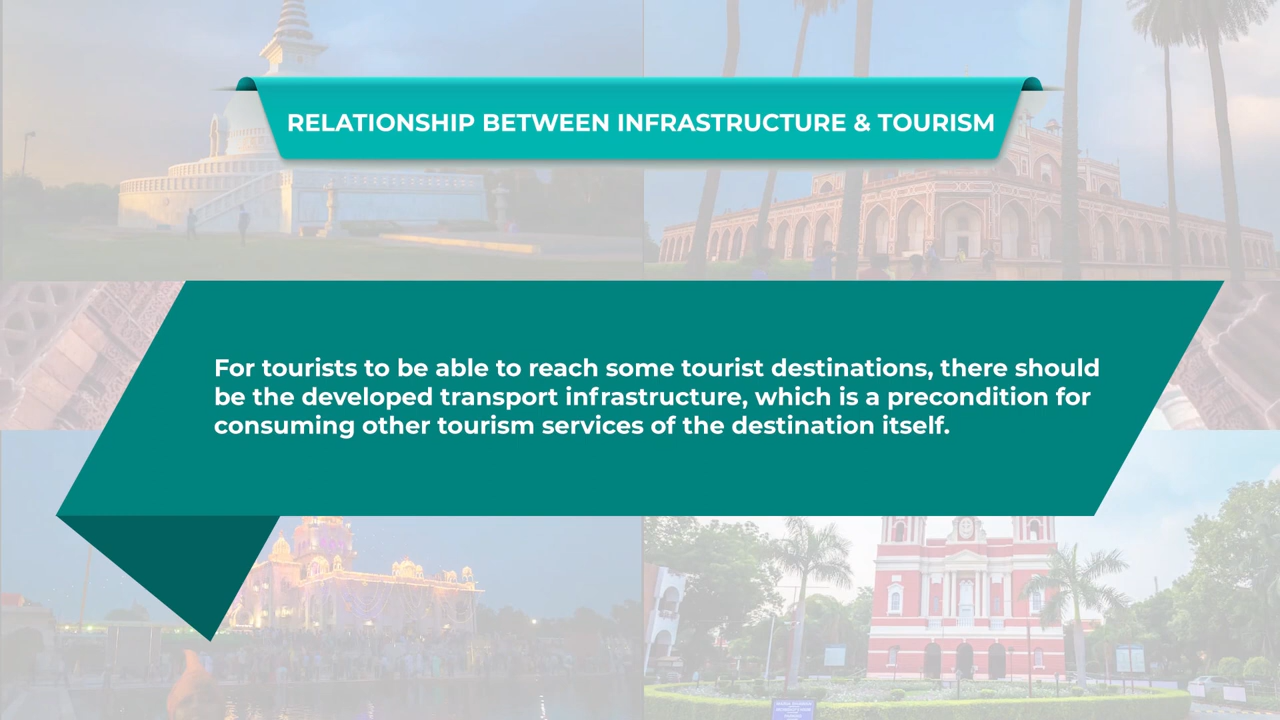 RELATIONSHIP BETWEEN INFRASTRUCTURE & TOURISM
For tourists to be able to reach some tourist destinations, there should
be the developed transport infrastructure, which is a precondition for
consuming other tourism services of the destination itself.